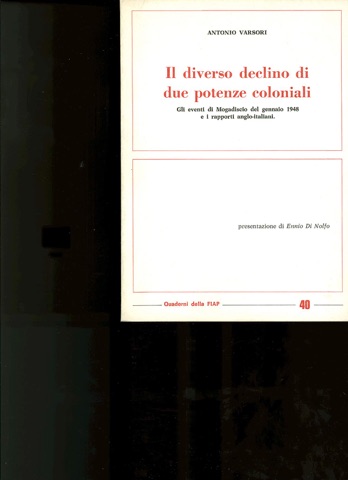 ANTONIO VARSORI
Il diverso declino di
due potenze coloniali
Gli eventi di Mogadiscio del gennaio 1948
e i rapporti anglo-italiani.
presentazione di Ennio Di Nolfo
Quaderni della FIAP
40